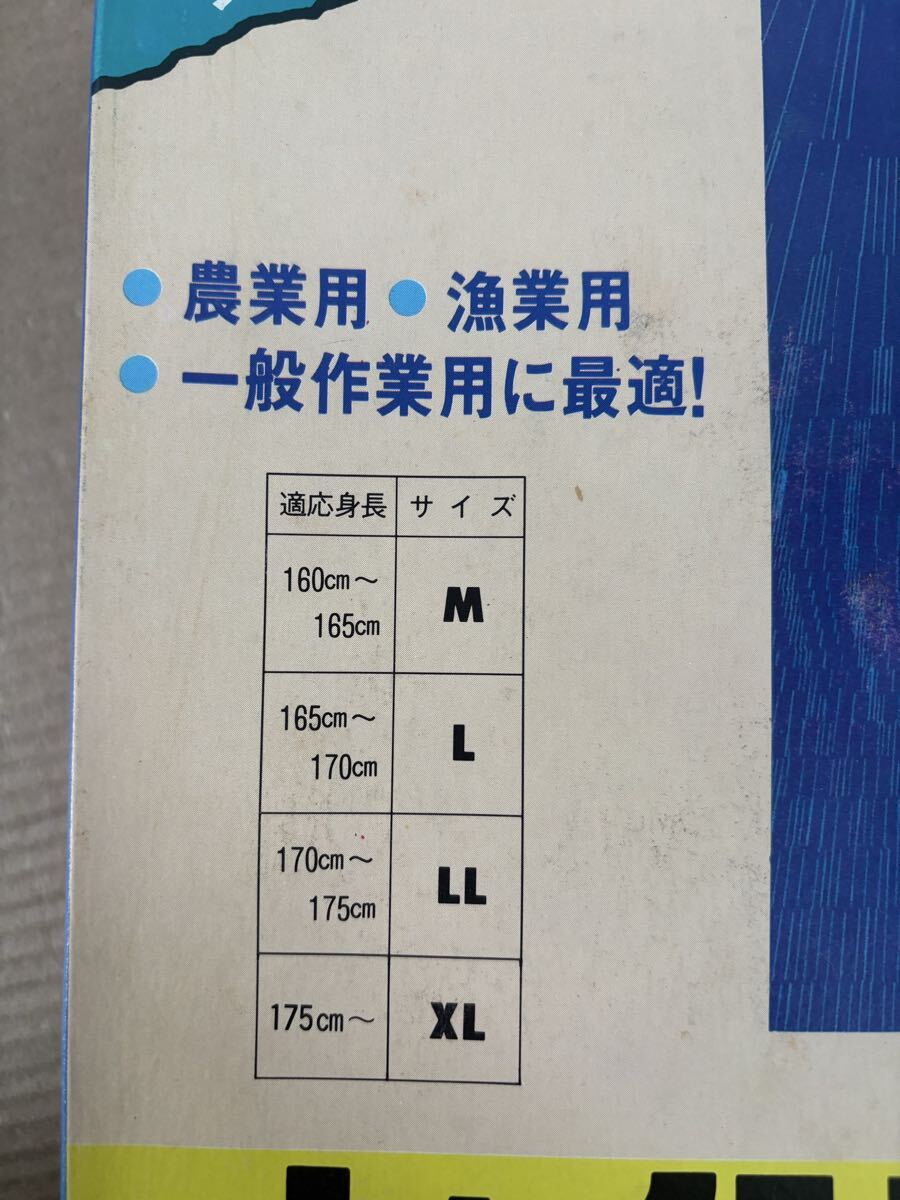 ● 農業用 ● 漁業用
● 一般作業用に最適!
適応身長 サイズ
160cm〜
165cm M
165cm〜
170cm L
170cm〜
175cm LL
175cm〜 XL